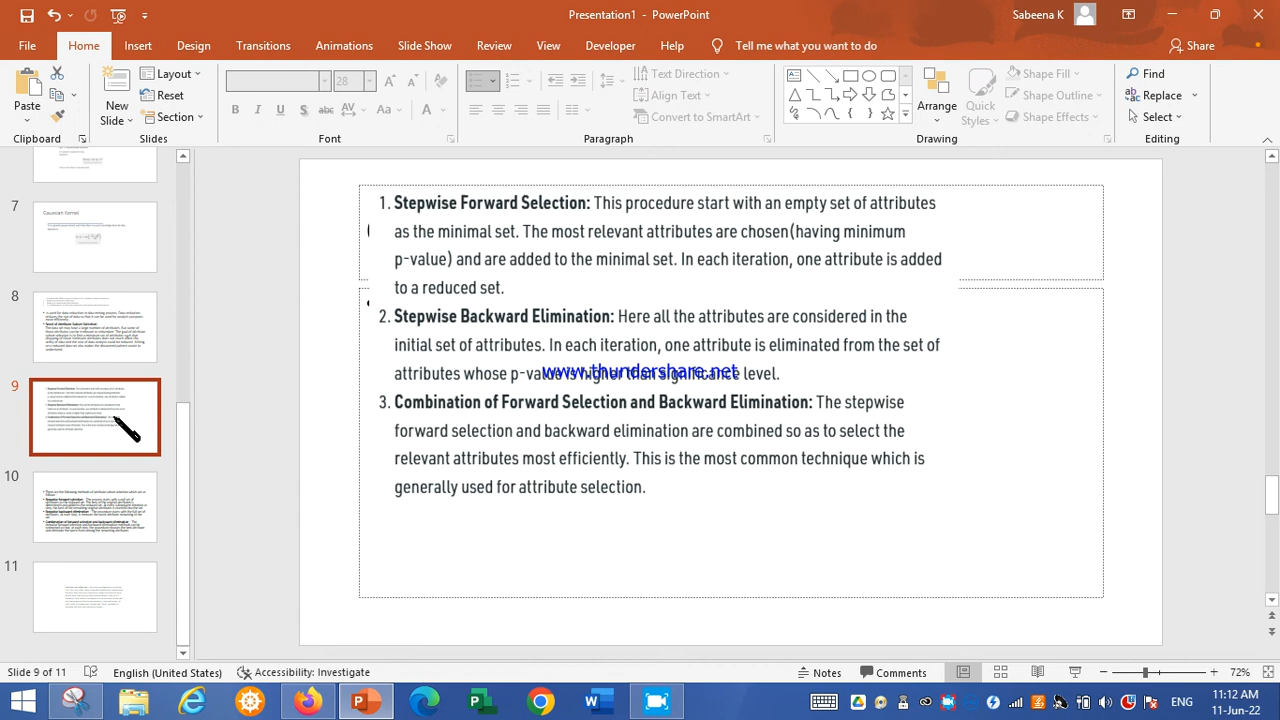 Presentation1 - PowerPoint
Sabeena K
File Home Insert Design Transitions Animations Slide Show Review View Developer Help Tell me what you want to do Share
Paste
New Slide
Layout
Reset
Section
28
Text Direction
Align Text
Convert to SmartArt
Arrange
Quick Styles
Shape Fill
Shape Outline
Shape Effects
Find
Replace
Select
Clipboard Slides Font Paragraph Drawing Editing
7
Gaussian Kernel
8
9
10
11
1. Stepwise Forward Selection: This procedure start with an empty set of attributes
as the minimal set. The most relevant attributes are chosen(having minimum
p-value) and are added to the minimal set. In each iteration, one attribute is added
to a reduced set.
2. Stepwise Backward Elimination: Here all the attributes are considered in the
initial set of attributes. In each iteration, one attribute is eliminated from the set of
attributes whose p-value is higher than significance level.
www.thundershare.net
3. Combination of Forward Selection and Backward Elimination: The stepwise
forward selection and backward elimination are combined so as to select the
relevant attributes most efficiently. This is the most common technique which is
generally used for attribute selection.
Slide 9 of 11 English (United States) Accessibility: Investigate Notes Comments 72%
ENG
11:12 AM
11-Jun-22